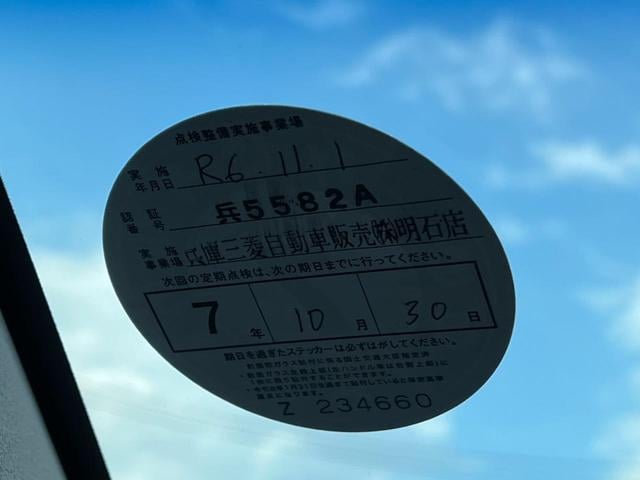 点検整備実施事業場
実施年月日 R6.11.1
認証番号 兵5582A
実施事業場 兵庫三菱自動車販売㈱明石店
次回の定期点検は、次の期日までに行ってください。
7年 10月 30日
期日を過ぎたステッカーは必ずはがしてください。
Z 234660